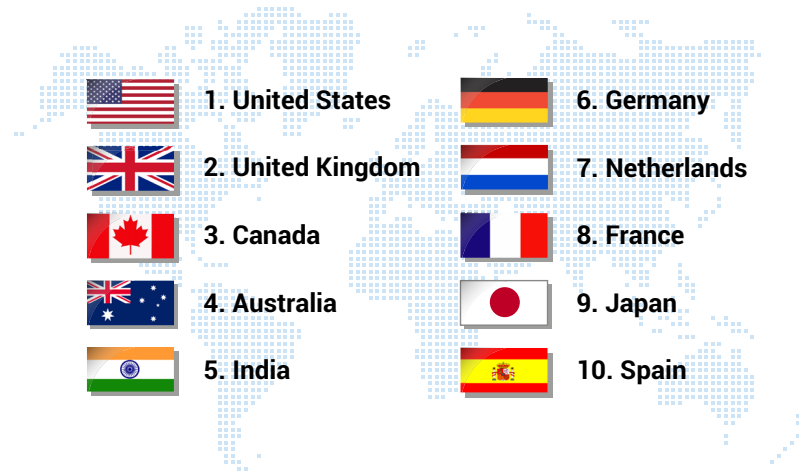 1. United States
2. United Kingdom
3. Canada
4. Australia
5. India
6. Germany
7. Netherlands
8. France
9. Japan
10. Spain